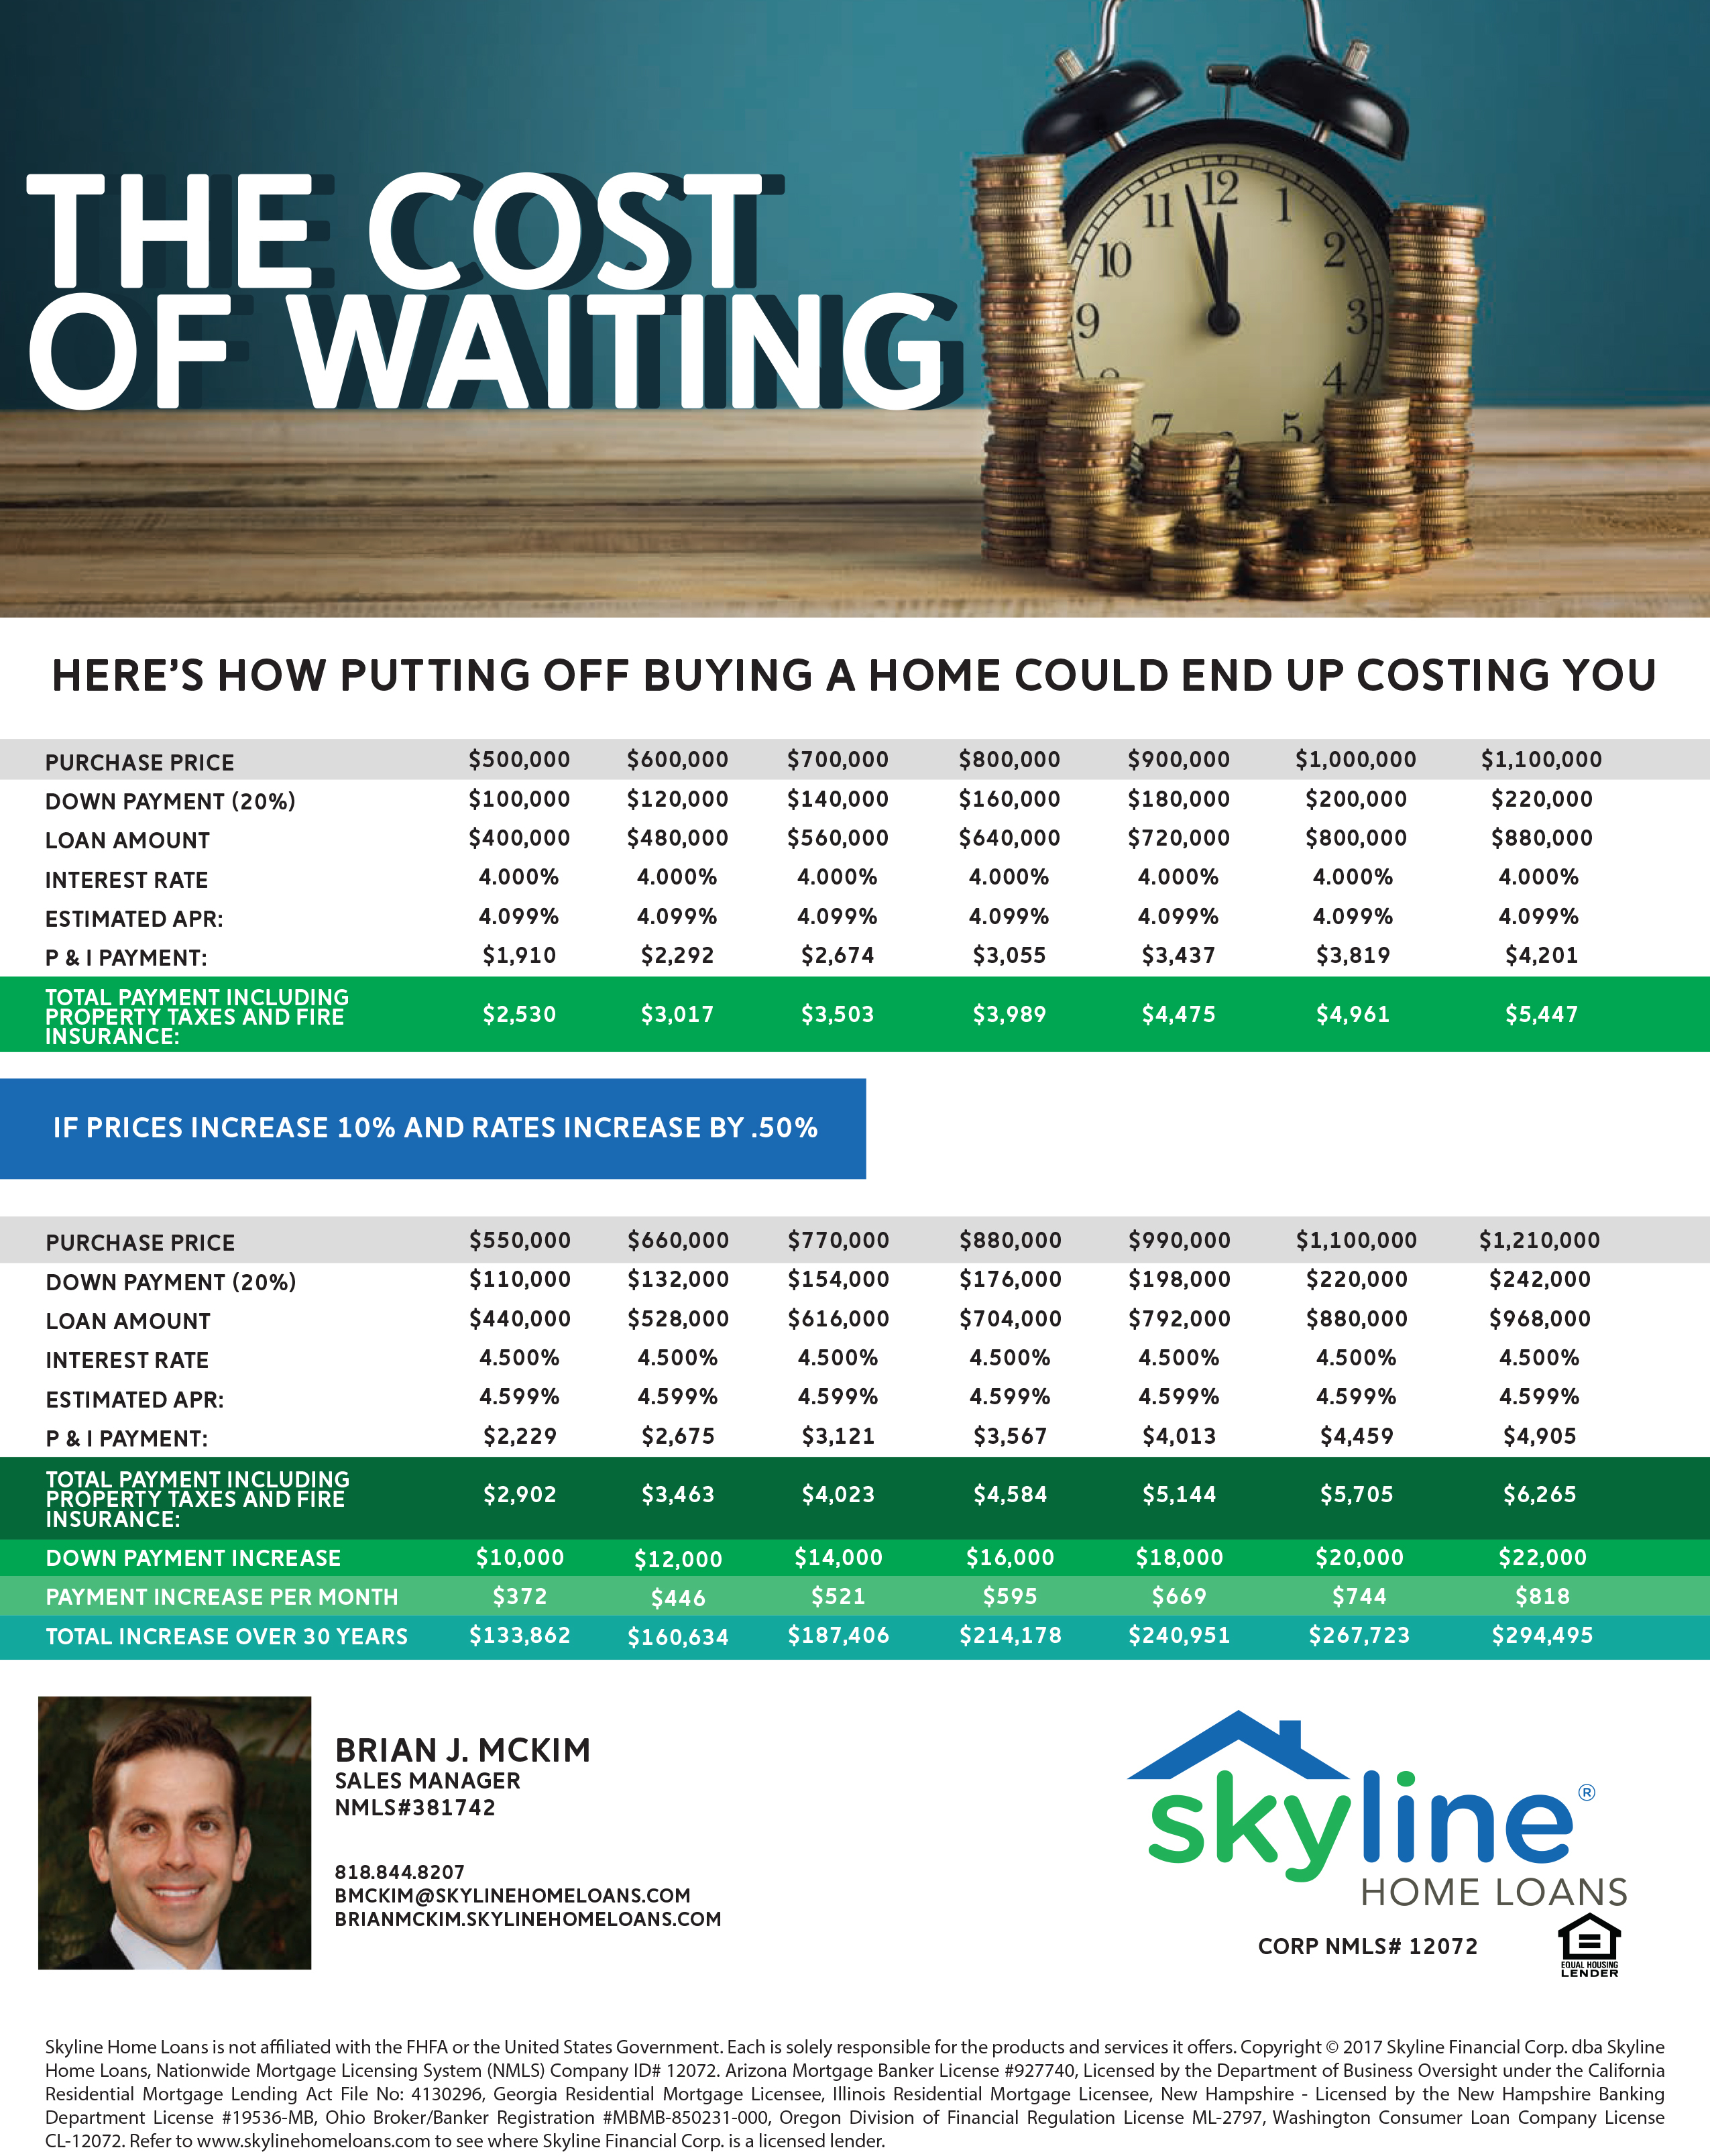 THE COST
OF WAITING
12
11
1
10
2
9
3
4
7
5
HERE'S HOW PUTTING OFF BUYING A HOME COULD END UP COSTING YOU
PURCHASE PRICE $500,000 $600,000 $700,000 $800,000 $900,000 $1,000,000 $1,100,000
DOWN PAYMENT (20%) $100,000 $120,000 $140,000 $160,000 $180,000 $200,000 $220,000
LOAN AMOUNT $400,000 $480,000 $560,000 $640,000 $720,000 $800,000 $880,000
INTEREST RATE 4.000% 4.000% 4.000% 4.000% 4.000% 4.000% 4.000%
ESTIMATED APR: 4.099% 4.099% 4.099% 4.099% 4.099% 4.099% 4.099%
P & I PAYMENT: $1,910 $2,292 $2,674 $3,055 $3,437 $3,819 $4,201
TOTAL PAYMENT INCLUDING
PROPERTY TAXES AND FIRE
INSURANCE: $2,530 $3,017 $3,503 $3,989 $4,475 $4,961 $5,447
IF PRICES INCREASE 10% AND RATES INCREASE BY .50%
PURCHASE PRICE $550,000 $660,000 $770,000 $880,000 $990,000 $1,100,000 $1,210,000
DOWN PAYMENT (20%) $110,000 $132,000 $154,000 $176,000 $198,000 $220,000 $242,000
LOAN AMOUNT $440,000 $528,000 $616,000 $704,000 $792,000 $880,000 $968,000
INTEREST RATE 4.500% 4.500% 4.500% 4.500% 4.500% 4.500% 4.500%
ESTIMATED APR: 4.599% 4.599% 4.599% 4.599% 4.599% 4.599% 4.599%
P & I PAYMENT: $2,229 $2,675 $3,121 $3,567 $4,013 $4,459 $4,905
TOTAL PAYMENT INCLUDING
PROPERTY TAXES AND FIRE
INSURANCE: $2,902 $3,463 $4,023 $4,584 $5,144 $5,705 $6,265
DOWN PAYMENT INCREASE $10,000 $12,000 $14,000 $16,000 $18,000 $20,000 $22,000
PAYMENT INCREASE PER MONTH $372 $446 $521 $595 $669 $744 $818
TOTAL INCREASE OVER 30 YEARS $133,862 $160,634 $187,406 $214,178 $240,951 $267,723 $294,495
BRIAN J. MCKIM
SALES MANAGER
NMLS#381742
818.844.8207
BMCKIM@SKYLINEHOMELOANS.COM
BRIANMCKIM.SKYLINEHOMELOANS.COM
skyline®
HOME LOANS
CORP NMLS# 12072
EQUAL HOUSING
LENDER
Skyline Home Loans is not affiliated with the FHFA or the United States Government. Each is solely responsible for the products and services it offers. Copyright © 2017 Skyline Financial Corp. dba Skyline
Home Loans, Nationwide Mortgage Licensing System (NMLS) Company ID# 12072. Arizona Mortgage Banker License #927740, Licensed by the Department of Business Oversight under the California
Residential Mortgage Lending Act File No: 4130296, Georgia Residential Mortgage Licensee, Illinois Residential Mortgage Licensee, New Hampshire - Licensed by the New Hampshire Banking
Department License #19536-MB, Ohio Broker/Banker Registration #MBMB-850231-000, Oregon Division of Financial Regulation License ML-2797, Washington Consumer Loan Company License
CL-12072. Refer to www.skylinehomeloans.com to see where Skyline Financial Corp. is a licensed lender.